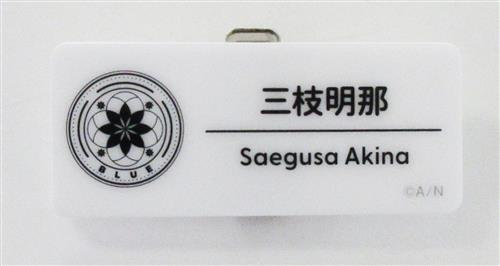 三枝明那
Saegusa Akina
BLUE
©A/N